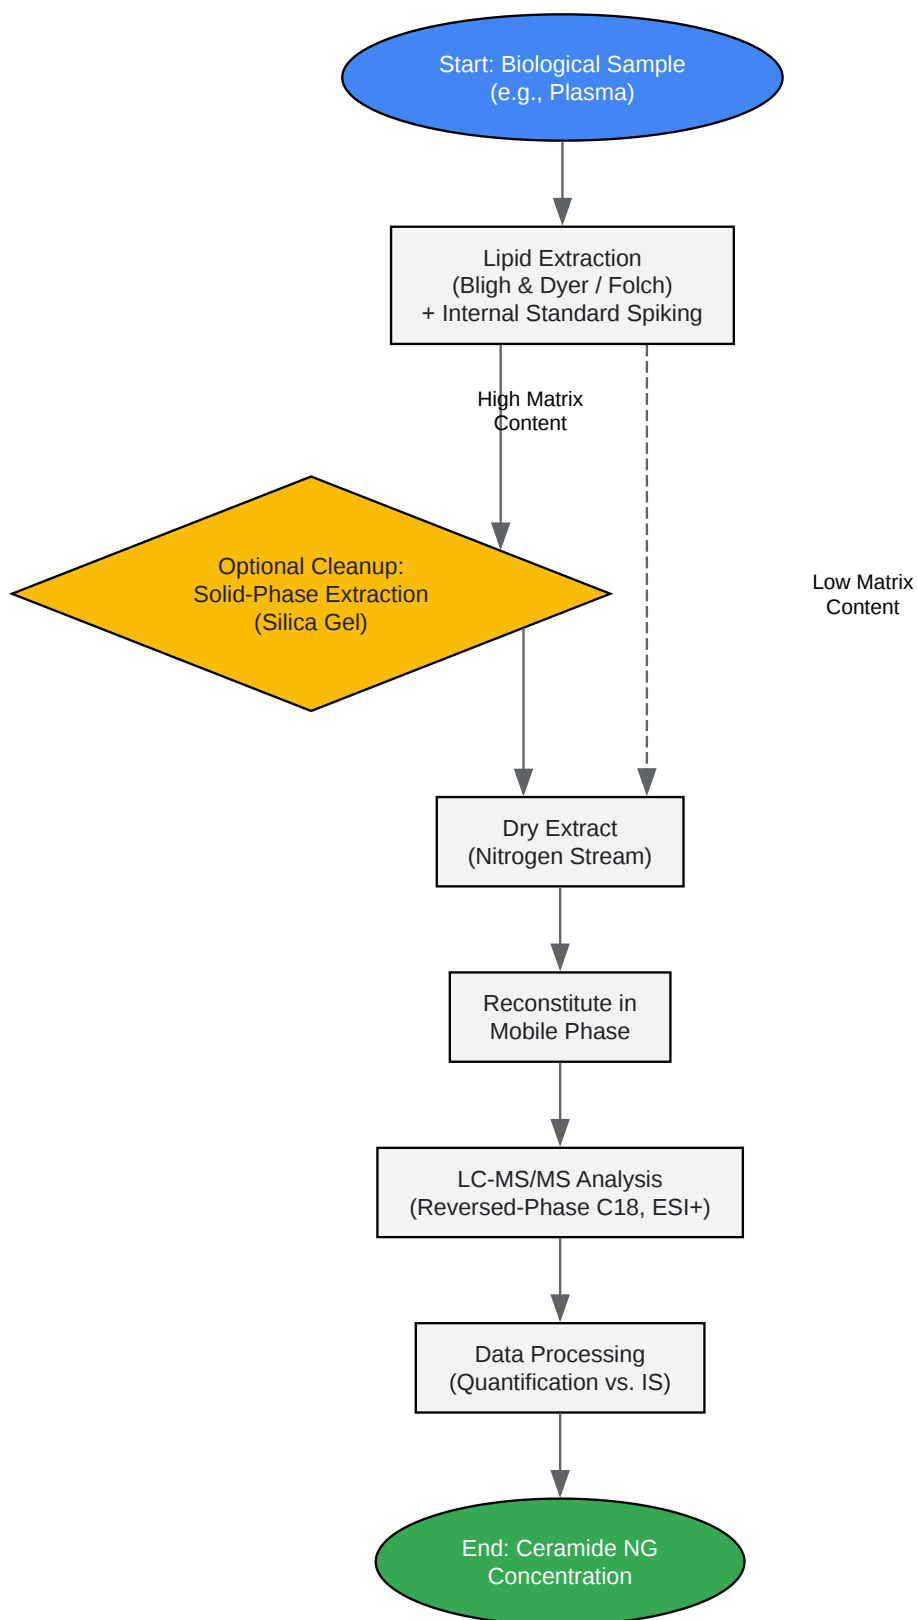 Start: Biological Sample
(e.g., Plasma)
Lipid Extraction
(Bligh & Dyer / Folch)
+ Internal Standard Spiking
High Matrix
Content
Optional Cleanup:
Solid-Phase Extraction
(Silica Gel)
Low Matrix
Content
Dry Extract
(Nitrogen Stream)
Reconstitute in
Mobile Phase
LC-MS/MS Analysis
(Reversed-Phase C18, ESI+)
Data Processing
(Quantification vs. IS)
End: Ceramide NG
Concentration